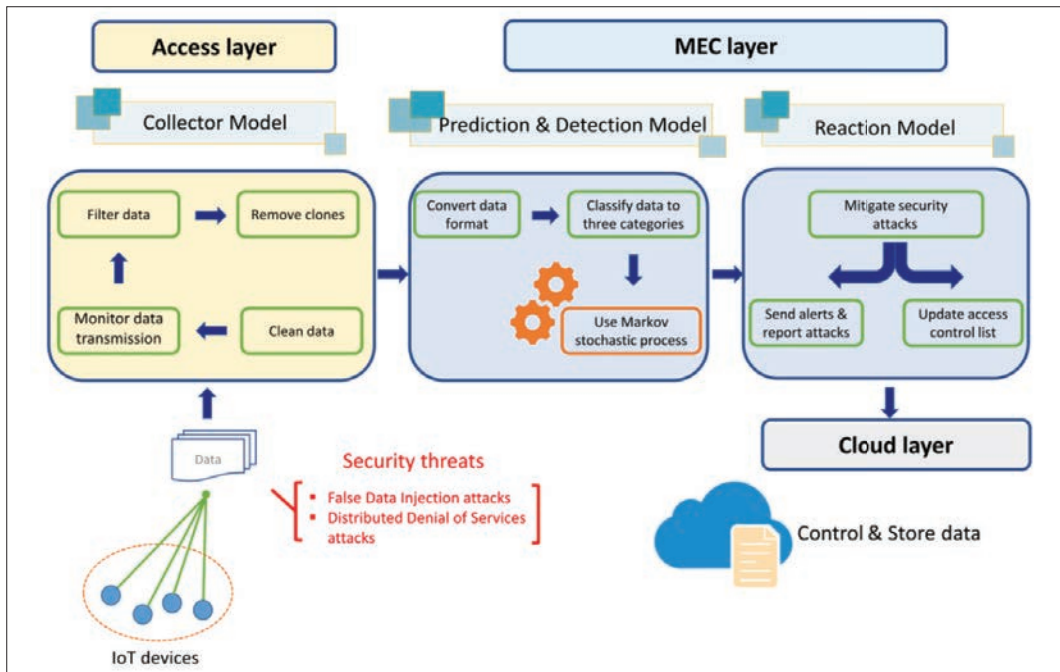 Access layer
MEC layer
Collector Model
Prediction & Detection Model
Reaction Model
Filter data
Remove clones
Monitor data
transmission
Clean data
Convert data
format
Classify data to
three categories
Use Markov
stochastic process
Mitigate security
attacks
Send alerts &
report attacks
Update access
control list
Data
Security threats
▪ False Data Injection attacks
▪ Distributed Denial of Services
attacks
IoT devices
Cloud layer
Control & Store data